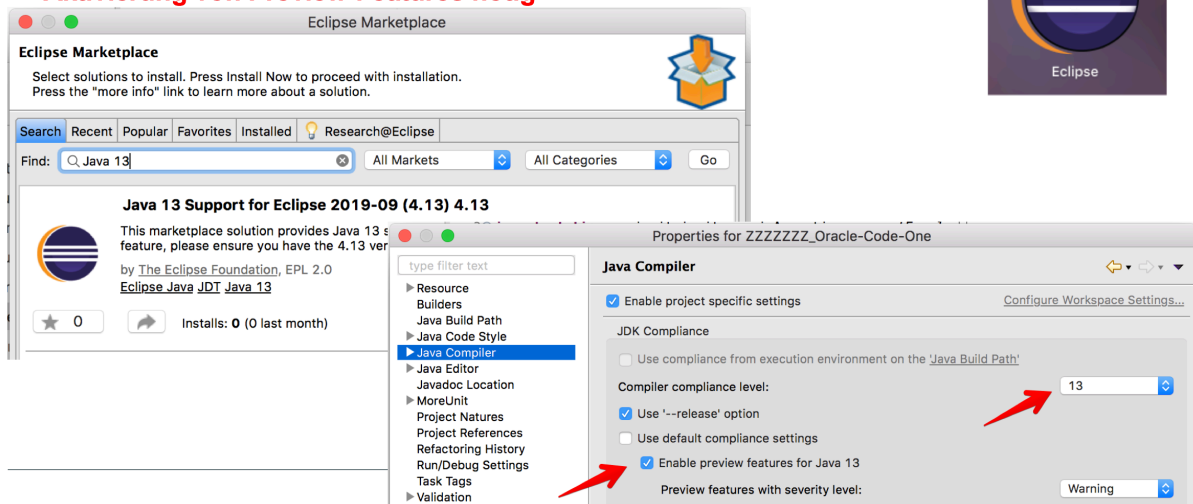 Eclipse Marketplace
Eclipse
Eclipse Marketplace
Select solutions to install. Press Install Now to proceed with installation.
Press the "more info" link to learn more about a solution.
Search Recent Popular Favorites Installed Research@Eclipse
Find: Java 13 All Markets All Categories Go
Java 13 Support for Eclipse 2019-09 (4.13) 4.13
This marketplace solution provides Java 13 s
feature, please ensure you have the 4.13 ver
by The Eclipse Foundation, EPL 2.0
Eclipse Java JDT Java 13
0 Installs: 0 (0 last month)
Properties for ZZZZZZZ_Oracle-Code-One
type filter text
Resource
Builders
Java Build Path
Java Code Style
Java Compiler
Java Editor
Javadoc Location
MoreUnit
Project Natures
Project References
Refactoring History
Run/Debug Settings
Task Tags
Validation
Java Compiler
Enable project specific settings Configure Workspace Settings...
JDK Compliance
Use compliance from execution environment on the 'Java Build Path'
Compiler compliance level: 13
Use '--release' option
Use default compliance settings
Enable preview features for Java 13
Preview features with severity level: Warning